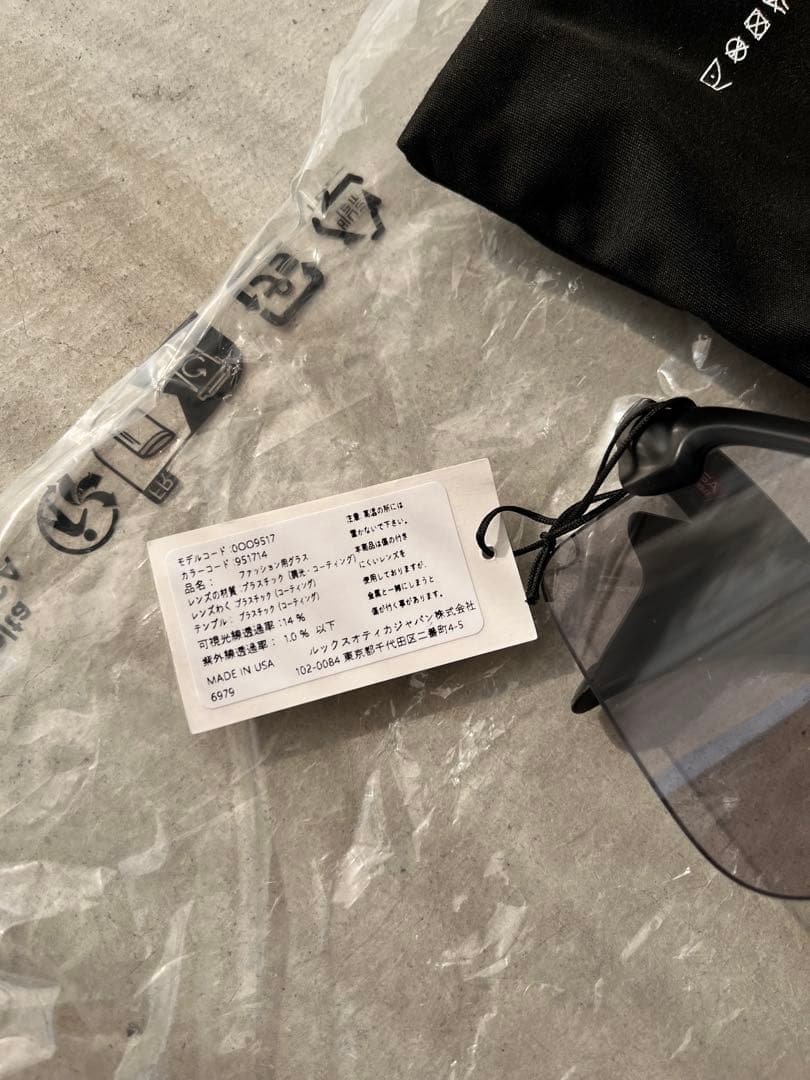 モデルコード :0OO9517
カラーコード :951714
品名： ファッション用グラス
レンズの材質 :プラスチック（調光・コーティング）
レンズわく プラスチック（コーティング）
テンプル： プラスチック（コーティング）
可視光線透過率：14 %
紫外線透過率： 1.0 % 以下
MADE IN USA
6979
注意：高温の所には
置かないで下さい。
本商品は傷の付き
にくいレンズを
使用しておりますが、
金属と一緒にしまうと
傷が付く事があります。
ルックスオティカジャパン株式会社
102-0084 東京都千代田区二番町4-5
FR